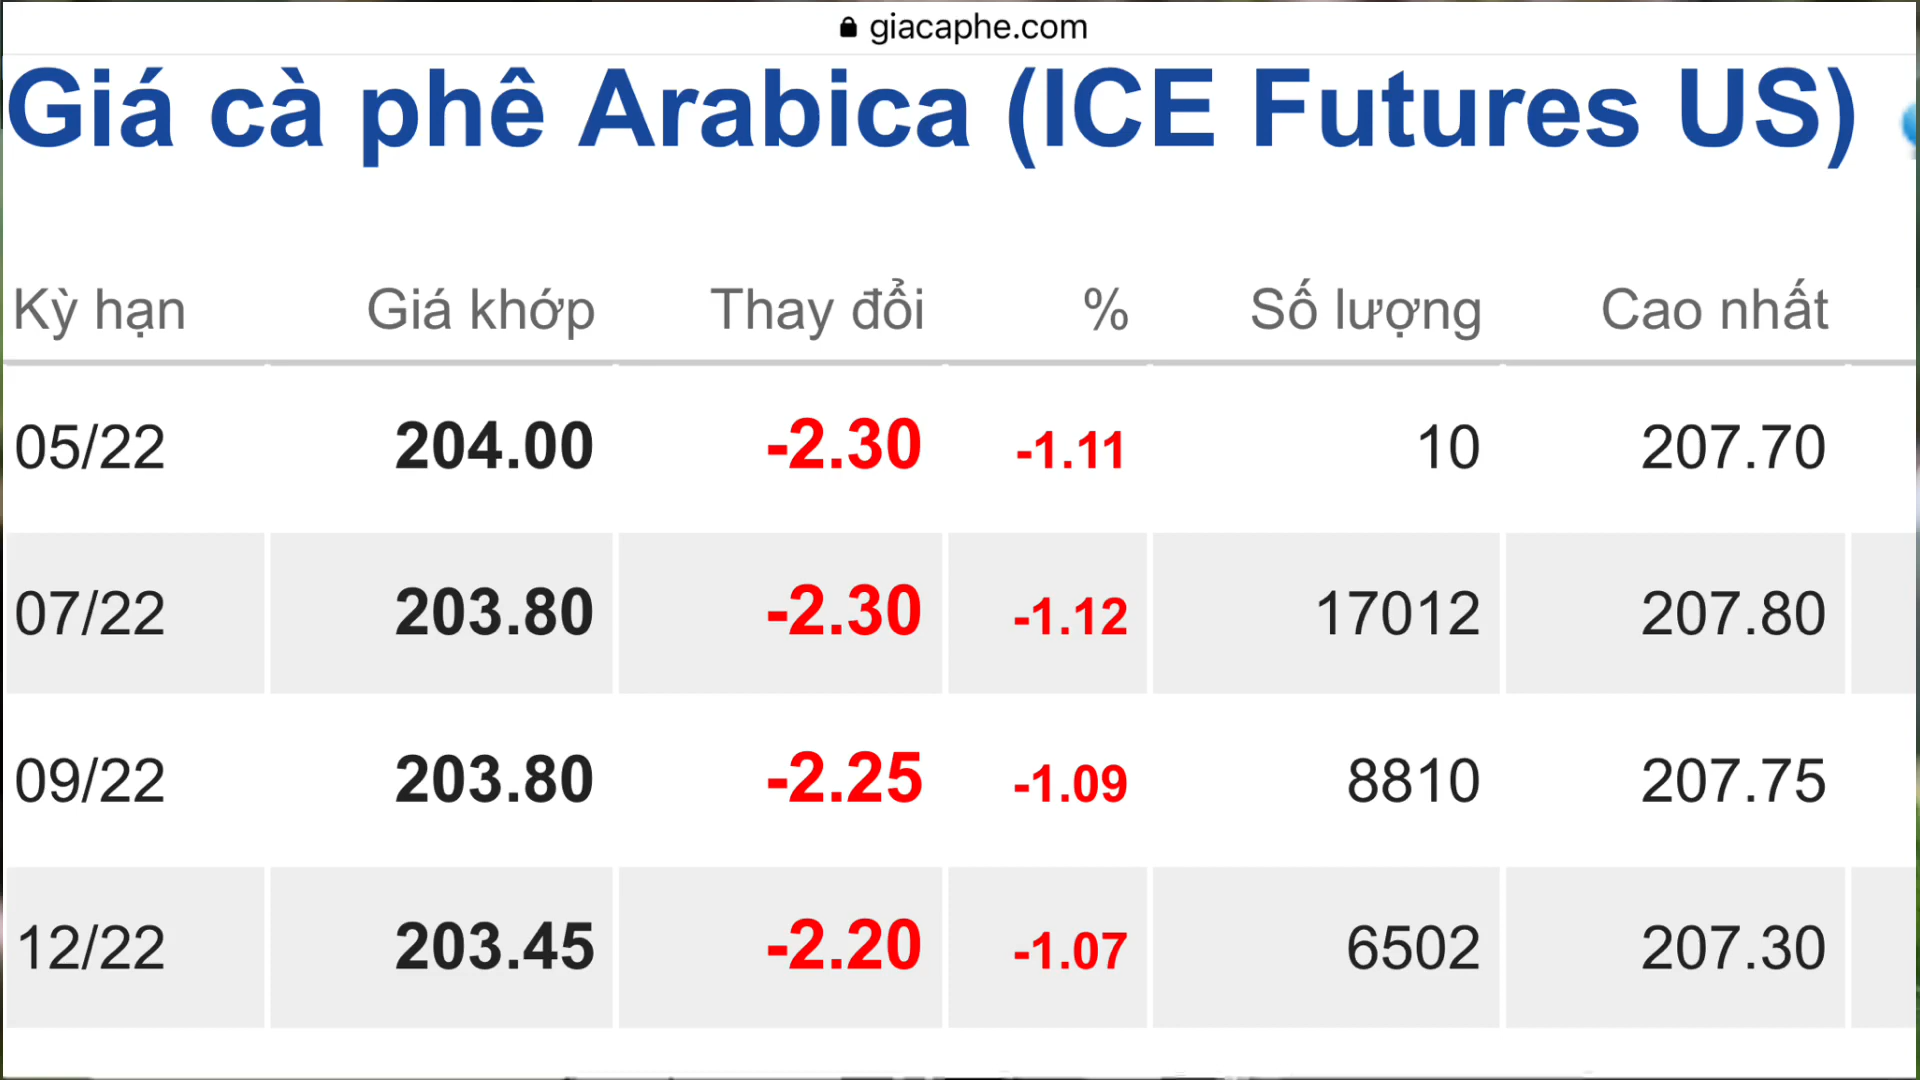 giacaphe.com
Giá cà phê Arabica (ICE Futures US)
Kỳ hạn Giá khớp Thay đổi % Số lượng Cao nhất
05/22 204.00 -2.30 -1.11 10 207.70
07/22 203.80 -2.30 -1.12 17012 207.80
09/22 203.80 -2.25 -1.09 8810 207.75
12/22 203.45 -2.20 -1.07 6502 207.30